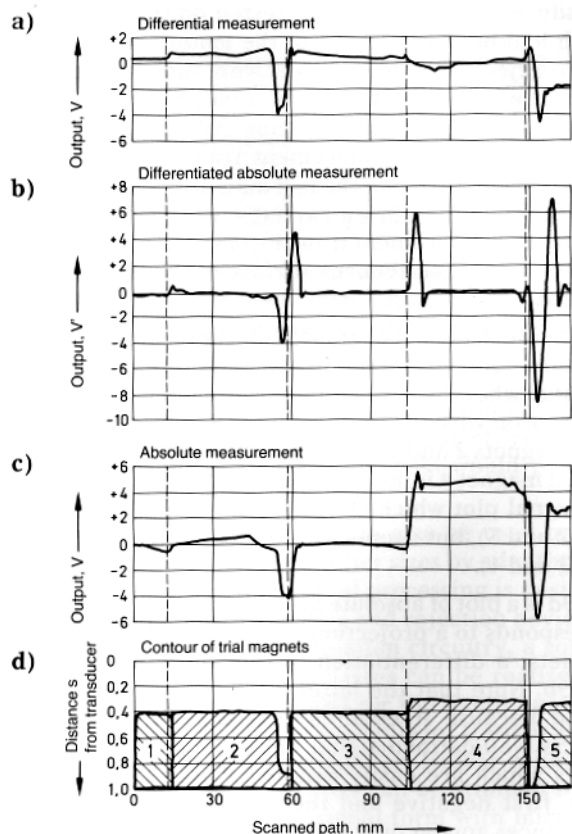 a)
Differential measurement
+2
0
-2
-4
-6
Output, V
b)
Differentiated absolute measurement
+8
+6
+4
+2
0
-2
-4
-6
-8
-10
Output, V'
c)
Absolute measurement
+6
+4
+2
0
-2
-4
-6
Output, V
d)
Contour of trial magnets
0
0,2
0,4
0,6
0,8
1,0
Distance s
from transducer
1 2 3 4 5
0 30 60 90 120 150
Scanned path, mm